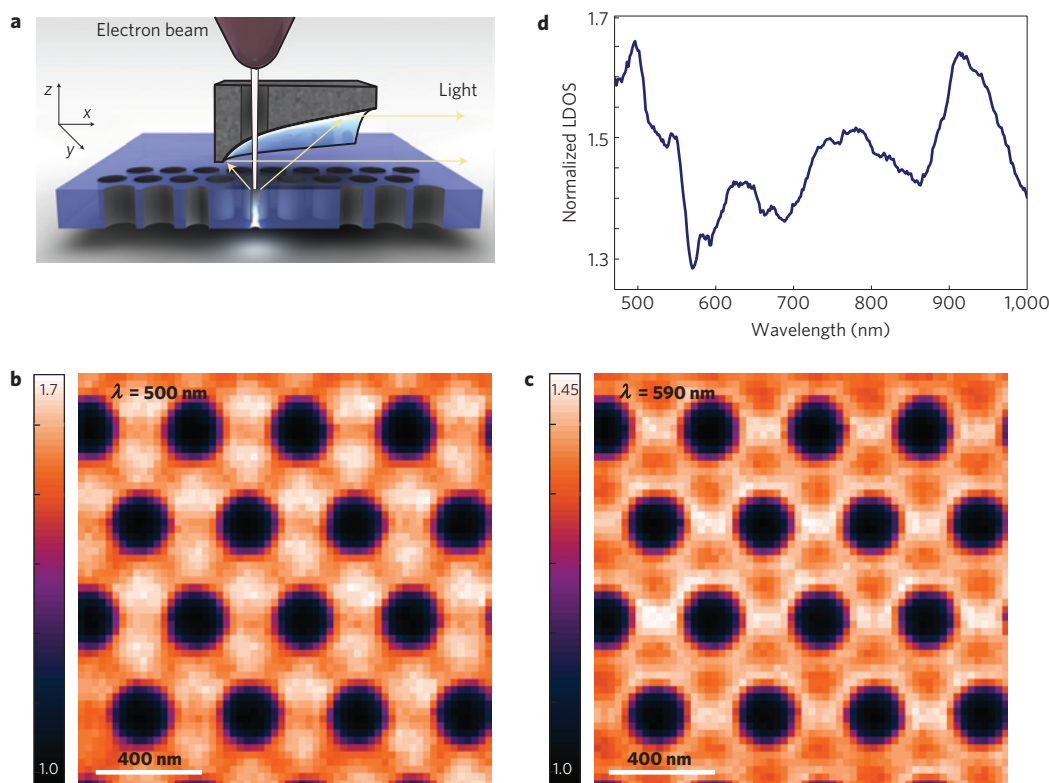 a
Electron beam
Light
z
x
y
d
1.7
1.5
1.3
Normalized LDOS
500
600
700
800
900
1,000
Wavelength (nm)
b
1.7
1.0
λ = 500 nm
400 nm
c
1.45
1.0
λ = 590 nm
400 nm